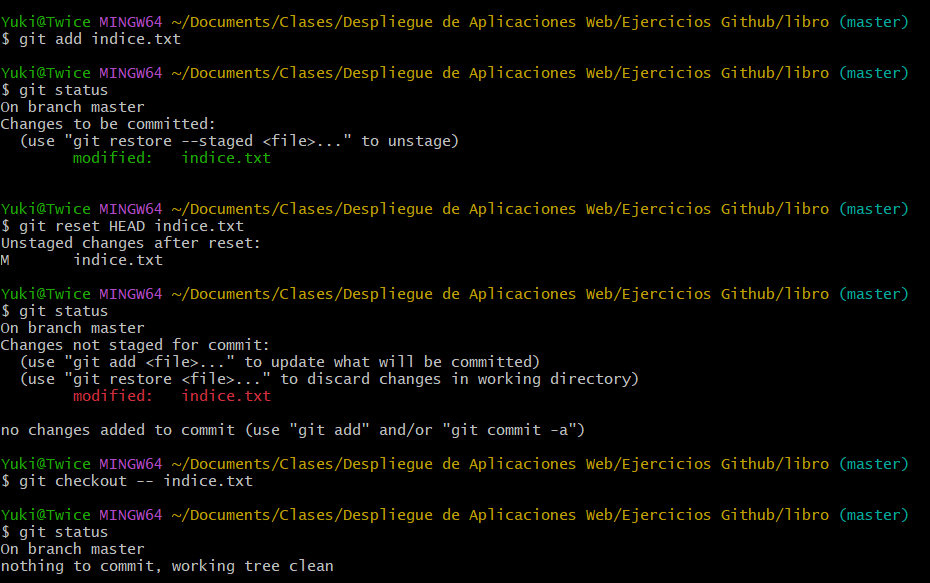 Yuki@Twice MINGW64 ~/Documents/Clases/Despliegue de Aplicaciones Web/Ejercicios Github/libro (master)
$ git add indice.txt
Yuki@Twice MINGW64 ~/Documents/Clases/Despliegue de Aplicaciones Web/Ejercicios Github/libro (master)
$ git status
On branch master
Changes to be committed:
  (use "git restore --staged <file>..." to unstage)
        modified:   indice.txt
Yuki@Twice MINGW64 ~/Documents/Clases/Despliegue de Aplicaciones Web/Ejercicios Github/libro (master)
$ git reset HEAD indice.txt
Unstaged changes after reset:
M       indice.txt
Yuki@Twice MINGW64 ~/Documents/Clases/Despliegue de Aplicaciones Web/Ejercicios Github/libro (master)
$ git status
On branch master
Changes not staged for commit:
  (use "git add <file>..." to update what will be committed)
  (use "git restore <file>..." to discard changes in working directory)
        modified:   indice.txt
no changes added to commit (use "git add" and/or "git commit -a")
Yuki@Twice MINGW64 ~/Documents/Clases/Despliegue de Aplicaciones Web/Ejercicios Github/libro (master)
$ git checkout -- indice.txt
Yuki@Twice MINGW64 ~/Documents/Clases/Despliegue de Aplicaciones Web/Ejercicios Github/libro (master)
$ git status
On branch master
nothing to commit, working tree clean